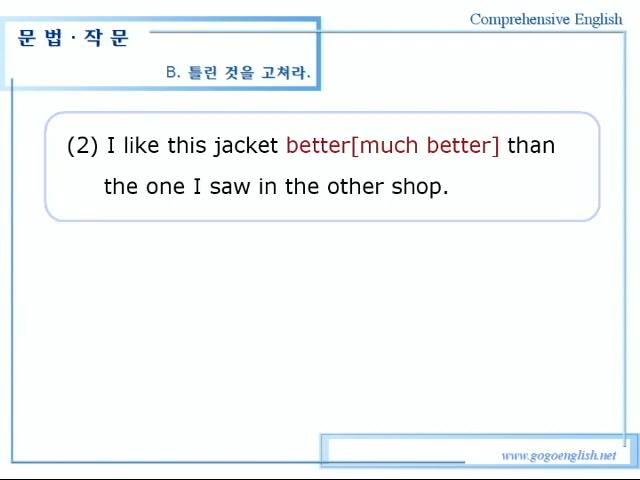 Comprehensive English
문 법 · 작 문
B. 틀린 것을 고쳐라.
(2) I like this jacket better[much better] than
the one I saw in the other shop.
www.gogoenglish.net